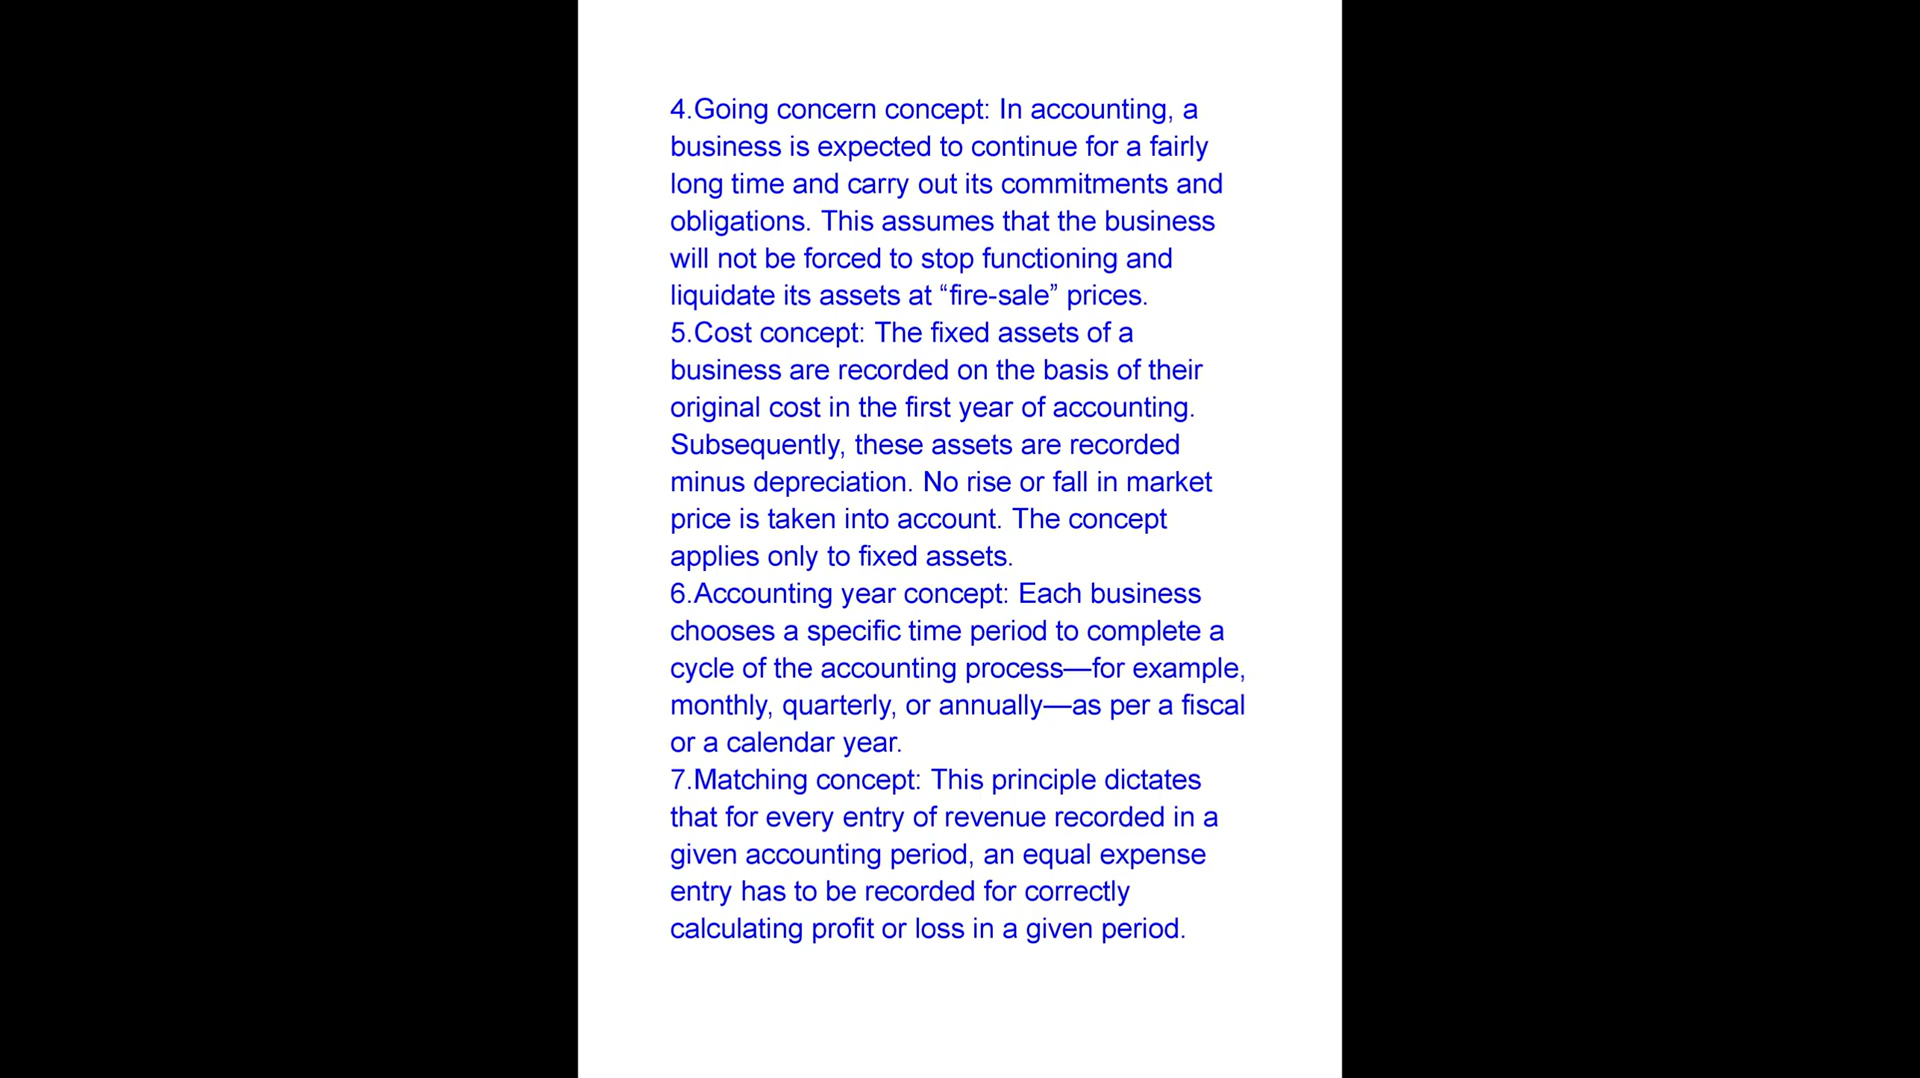 4.Going concern concept: In accounting, a
business is expected to continue for a fairly
long time and carry out its commitments and
obligations. This assumes that the business
will not be forced to stop functioning and
liquidate its assets at “fire-sale” prices.
5.Cost concept: The fixed assets of a
business are recorded on the basis of their
original cost in the first year of accounting.
Subsequently, these assets are recorded
minus depreciation. No rise or fall in market
price is taken into account. The concept
applies only to fixed assets.
6.Accounting year concept: Each business
chooses a specific time period to complete a
cycle of the accounting process—for example,
monthly, quarterly, or annually—as per a fiscal
or a calendar year.
7.Matching concept: This principle dictates
that for every entry of revenue recorded in a
given accounting period, an equal expense
entry has to be recorded for correctly
calculating profit or loss in a given period.